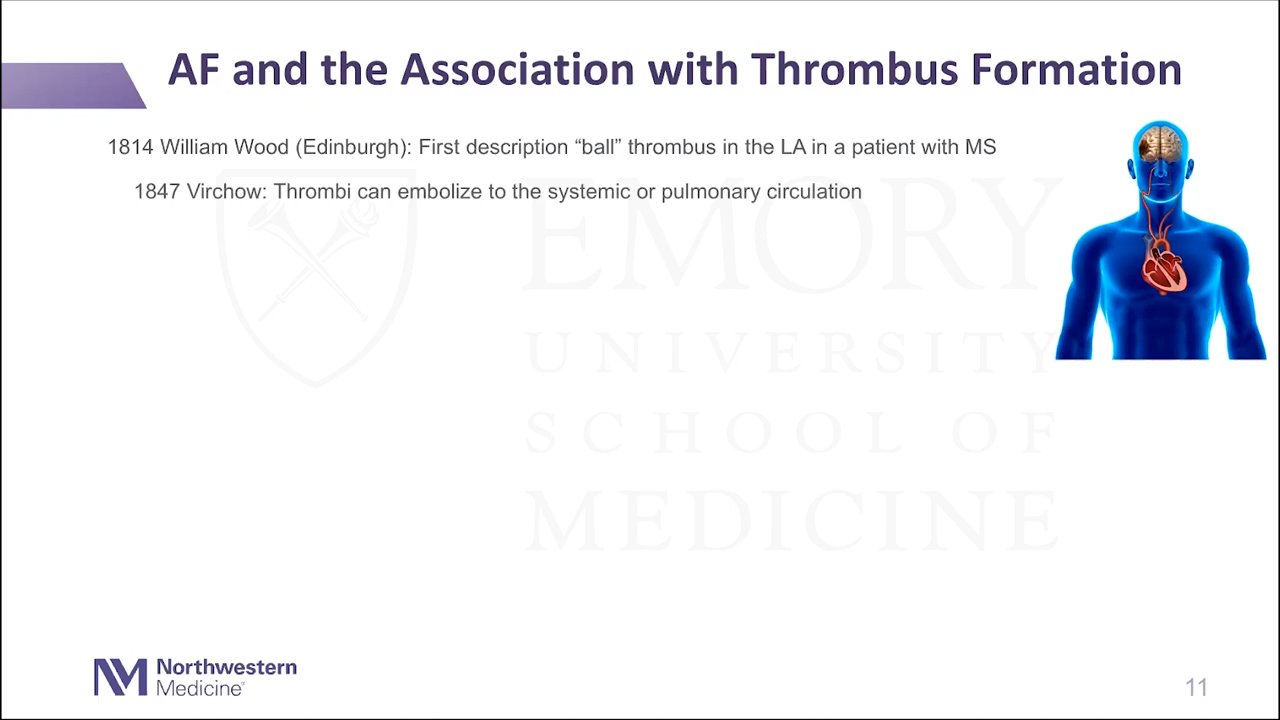 AF and the Association with Thrombus Formation
1814 William Wood (Edinburgh): First description “ball” thrombus in the LA in a patient with MS
1847 Virchow: Thrombi can embolize to the systemic or pulmonary circulation
EMORY
UNIVERSITY
SCHOOL OF
MEDICINE
NM Northwestern
Medicine
11